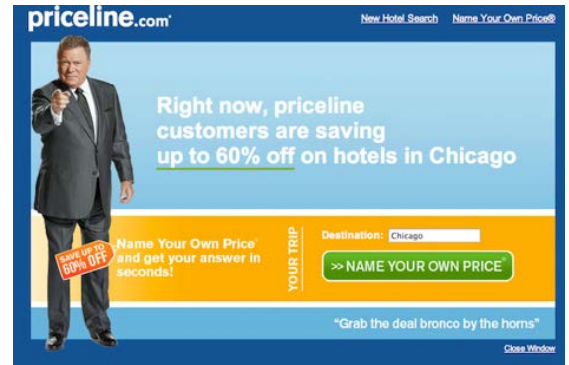 priceline.com®
New Hotel Search Name Your Own Price®
Right now, priceline
customers are saving
up to 60% off on hotels in Chicago
SAVE UP TO
60% OFF
Name Your Own Price®
and get your answer in
seconds!
YOUR TRIP
Destination: Chicago
>> NAME YOUR OWN PRICE®
"Grab the deal bronco by the horns"
Close Window